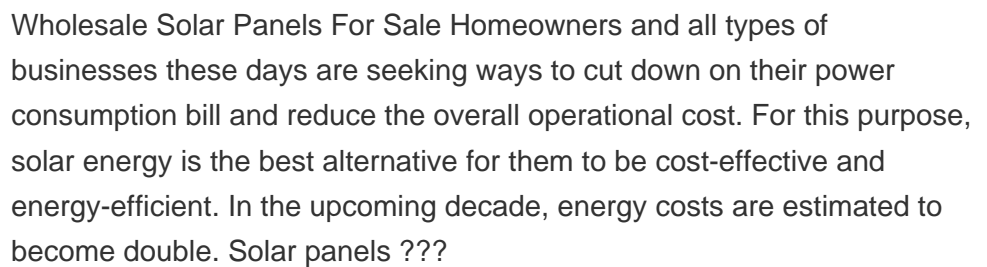 Wholesale Solar Panels For Sale Homeowners and all types of
businesses these days are seeking ways to cut down on their power
consumption bill and reduce the overall operational cost. For this purpose,
solar energy is the best alternative for them to be cost-effective and
energy-efficient. In the upcoming decade, energy costs are estimated to
become double. Solar panels ???